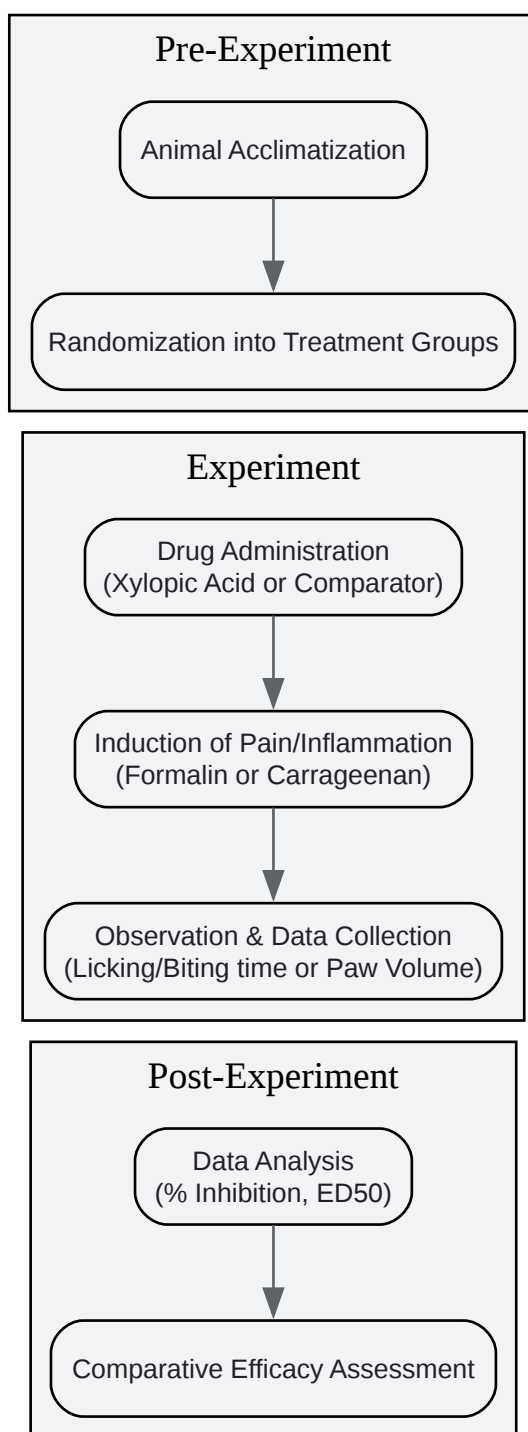 Pre-Experiment
Animal Acclimatization
Randomization into Treatment Groups
Experiment
Drug Administration
(Xylopic Acid or Comparator)
Induction of Pain/Inflammation
(Formalin or Carrageenan)
Observation & Data Collection
(Licking/Biting time or Paw Volume)
Post-Experiment
Data Analysis
(% Inhibition, ED50)
Comparative Efficacy Assessment